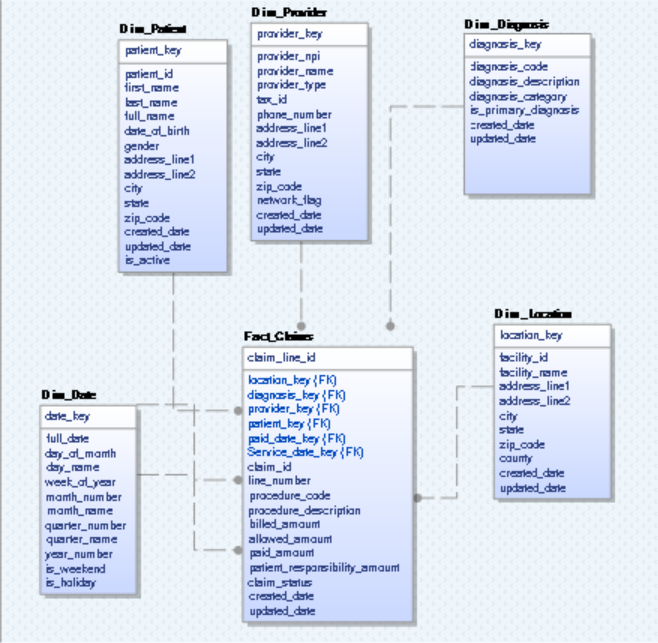 Dim_Patient
patient_key
patient_id
first_name
last_name
full_name
date_of_birth
gender
address_line1
address_line2
city
state
zip_code
created_date
updated_date
is_active
Dim_Provider
provider_key
provider_npi
provider_name
provider_type
tax_id
phone_number
address_line1
address_line2
city
state
zip_code
network_flag
created_date
updated_date
Dim_Diagnosis
diagnosis_key
diagnosis_code
diagnosis_description
diagnosis_category
is_primary_diagnosis
created_date
updated_date
Dim_Date
date_key
full_date
day_of_month
day_name
week_of_year
month_number
month_name
quarter_number
quarter_name
year_number
is_weekend
is_holiday
Fact_Claims
claim_line_id
location_key (FK)
diagnosis_key (FK)
provider_key (FK)
patient_key (FK)
paid_date_key (FK)
Service_date_key (FK)
claim_id
line_number
procedure_code
procedure_description
billed_amount
allowed_amount
paid_amount
patient_responsibility_amount
claim_status
created_date
updated_date
Dim_Location
location_key
facility_id
facility_name
address_line1
address_line2
city
state
zip_code
county
created_date
updated_date